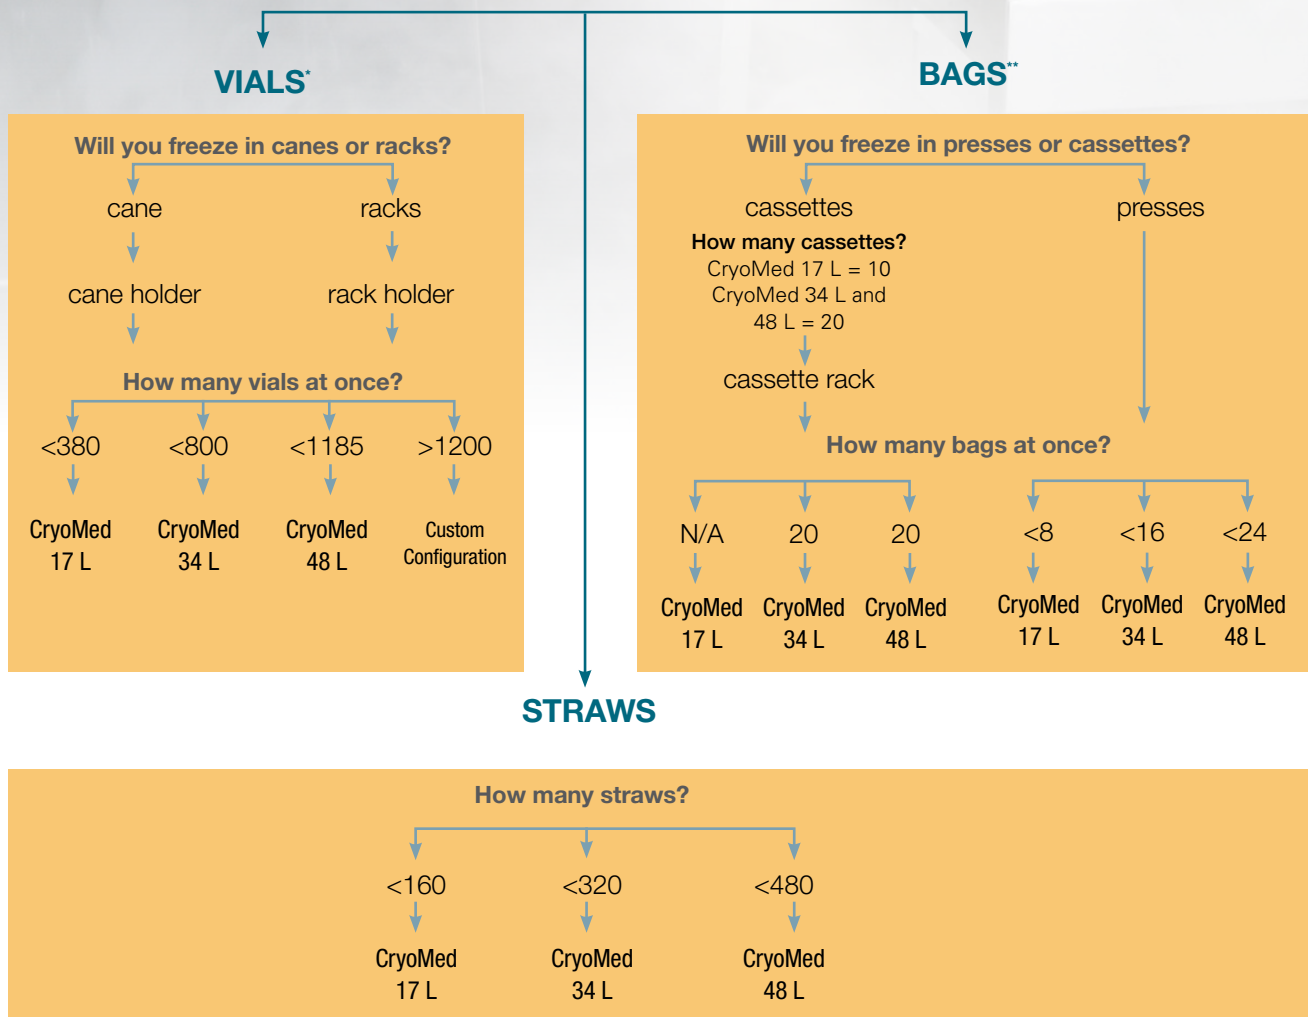 VIALS*
Will you freeze in canes or racks?
cane
racks
cane holder
rack holder
How many vials at once?
<380
<800
<1185
>1200
CryoMed
17 L
CryoMed
34 L
CryoMed
48 L
Custom
Configuration
BAGS**
Will you freeze in presses or cassettes?
cassettes
presses
How many cassettes?
CryoMed 17 L = 10
CryoMed 34 L and
48 L = 20
cassette rack
How many bags at once?
N/A
20
20
<8
<16
<24
CryoMed
17 L
CryoMed
34 L
CryoMed
48 L
CryoMed
17 L
CryoMed
34 L
CryoMed
48 L
STRAWS
How many straws?
<160
<320
<480
CryoMed
17 L
CryoMed
34 L
CryoMed
48 L